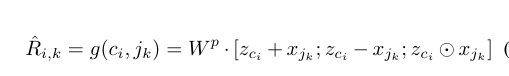 R̂_{i,k} = g(c_i, j_k) = W^p · [z_{c_i} + x_{j_k}; z_{c_i} − x_{j_k}; z_{c_i} ⊙ x_{j_k}] (